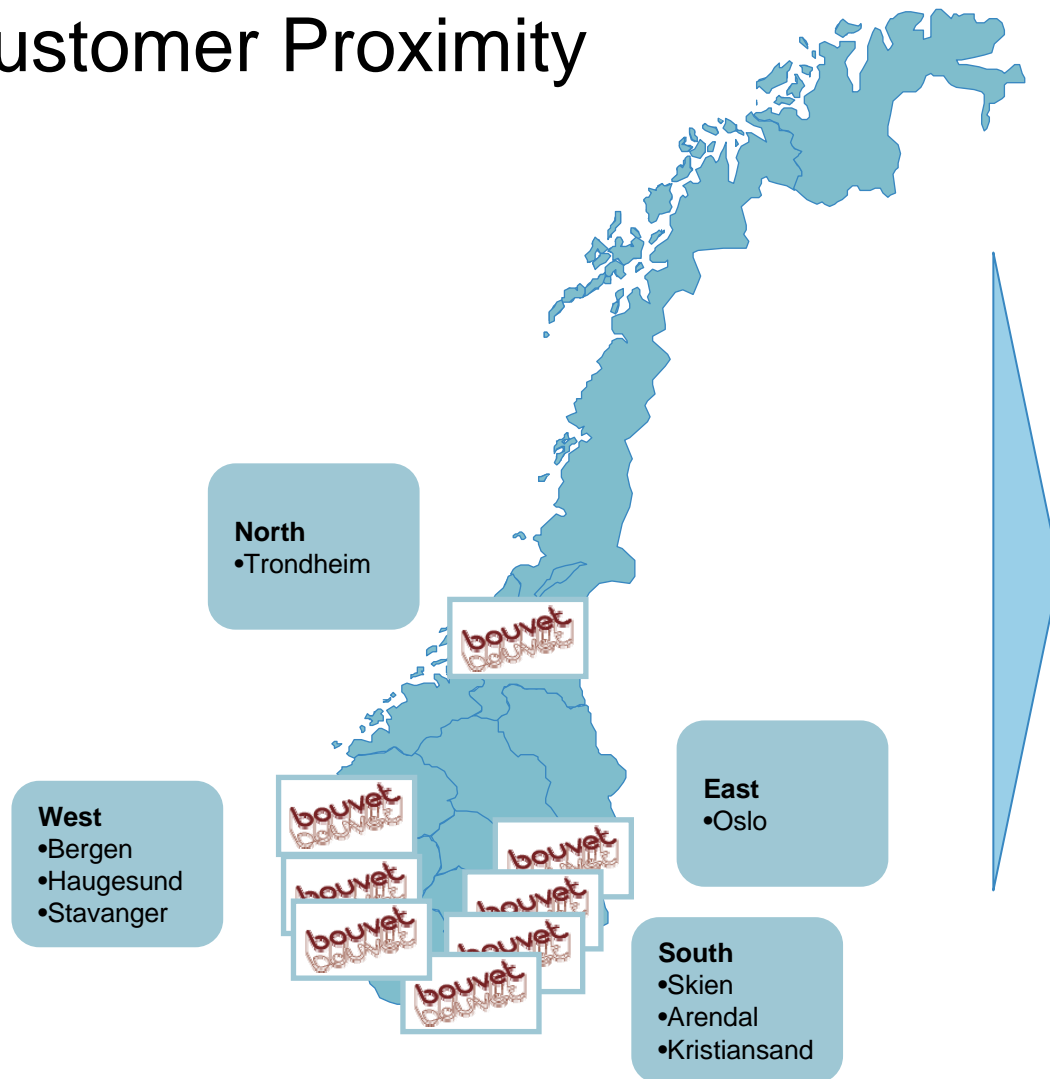 ustomer Proximity
North
•Trondheim
bouvet
West
•Bergen
•Haugesund
•Stavanger
bouvet
bouvet
bouvet
East
•Oslo
bouvet
bouvet
bouvet
bouvet
South
•Skien
•Arendal
•Kristiansand